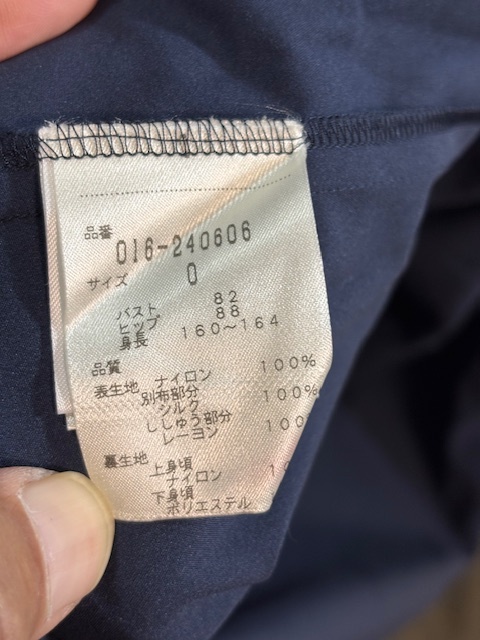 品番
016-240606
サイズ 0
バスト 82
ヒップ 88
身長 160〜164
品質
表生地 ナイロン 100%
別布部分
シルク 100%
ししゅう部分
レーヨン 100
裏生地
上身頃
ナイロン 1
下身頃
ポリエステル